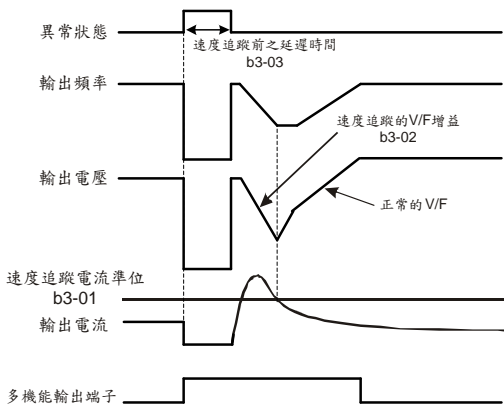 異常狀態
速度追蹤前之延遲時間
b3-03
輸出頻率
速度追蹤的V/F增益
b3-02
輸出電壓
正常的V/F
速度追蹤電流準位
b3-01
輸出電流
多機能輸出端子